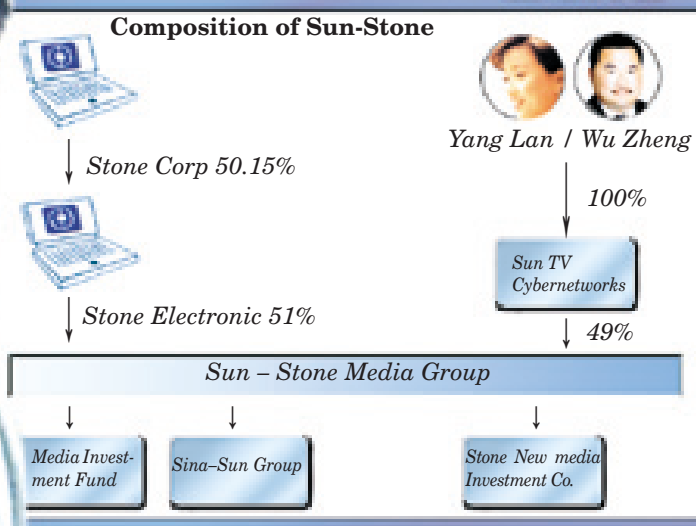 Composition of Sun-Stone
Yang Lan / Wu Zheng
Stone Corp 50.15%
100%
Sun TV
Cybernetworks
Stone Electronic 51%
49%
Sun – Stone Media Group
Media Invest-
ment Fund
Sina–Sun Group
Stone New media
Investment Co.